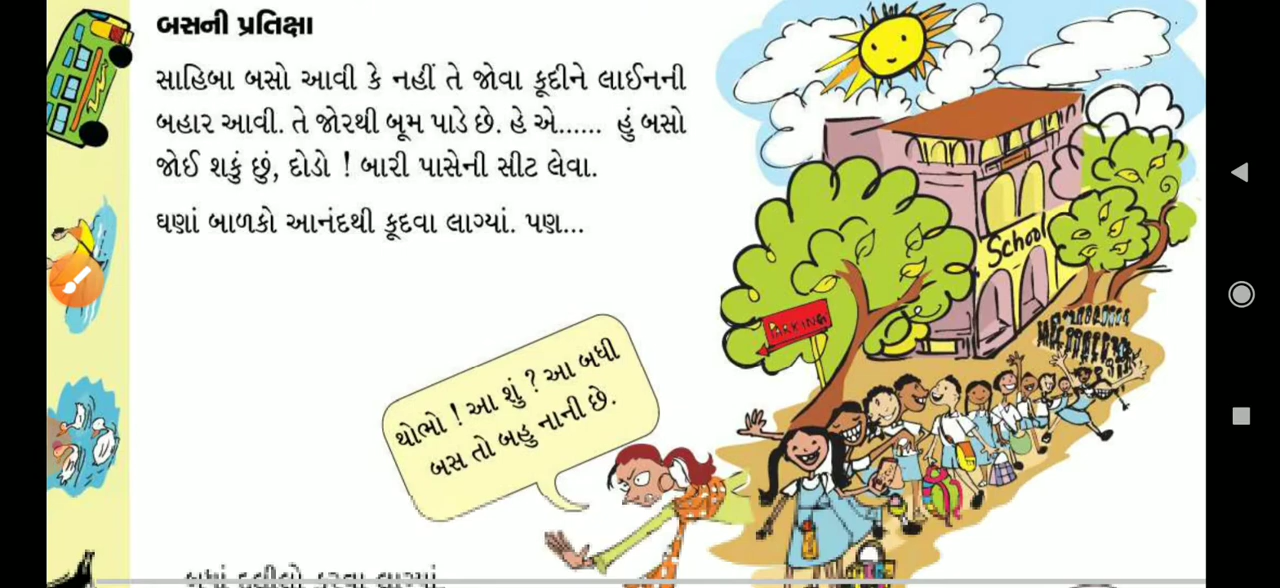 બસની પ્રતિક્ષા
સાહિબા બસો આવી કે નહીં તે જોવા કૂદીને લાઈનની
બહાર આવી. તે જોરથી બૂમ પાડે છે. હે એ...... હું બસો
જોઈ શકું છું, દોડો ! બારી પાસેની સીટ લેવા.
ઘણાં બાળકો આનંદથી કૂદવા લાગ્યાં. પણ...
School
PARKING
થોભો ! આ શું ? આ બધી
બસ તો બહુ નાની છે.